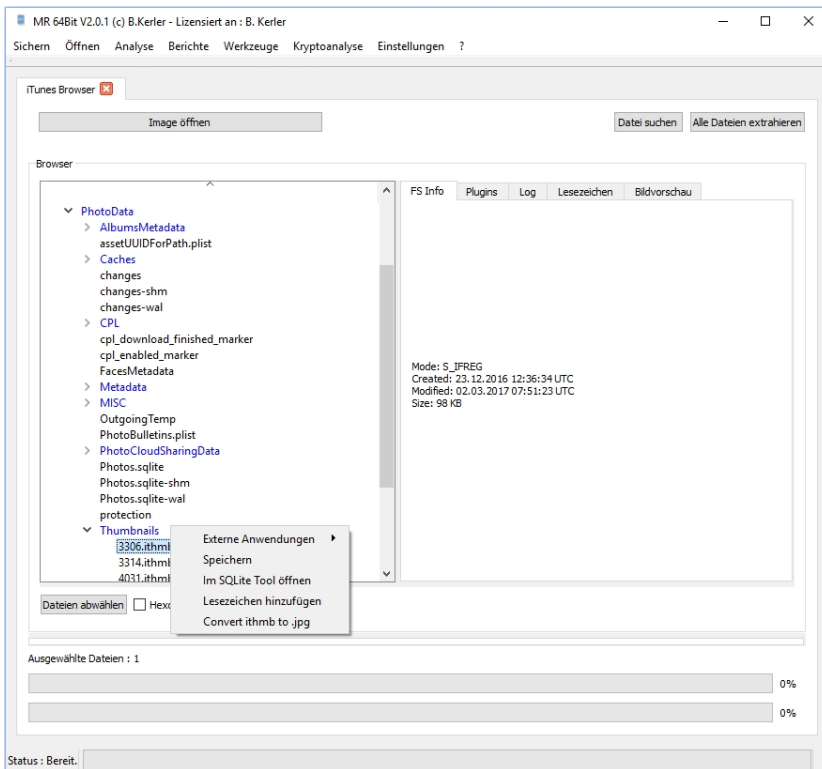 MR 64Bit V2.0.1 (c) B.Kerler - Lizensiert an : B. Kerler
Sichern Öffnen Analyse Berichte Werkzeuge Kryptoanalyse Einstellungen ?
iTunes Browser
Image öffnen
Datei suchen
Alle Dateien extrahieren
Browser
FS Info Plugins Log Lesezeichen Bildvorschau
PhotoData
AlbumsMetadata
assetUUIDForPath.plist
Caches
changes
changes-shm
changes-wal
CPL
cpl_download_finished_marker
cpl_enabled_marker
FacesMetadata
Metadata
MISC
OutgoingTemp
PhotoBulletins.plist
PhotoCloudSharingData
Photos.sqlite
Photos.sqlite-shm
Photos.sqlite-wal
protection
Thumbnails
3306.ithmb
3314.ithmb
4031.ithmb
Mode: S_IFREG
Created: 23.12.2016 12:36:34 UTC
Modified: 02.03.2017 07:51:23 UTC
Size: 98 KB
Externe Anwendungen
Speichern
Im SQLite Tool öffnen
Lesezeichen hinzufügen
Convert ithmb to .jpg
Dateien abwählen
Ausgewählte Dateien : 1
0%
0%
Status : Bereit.